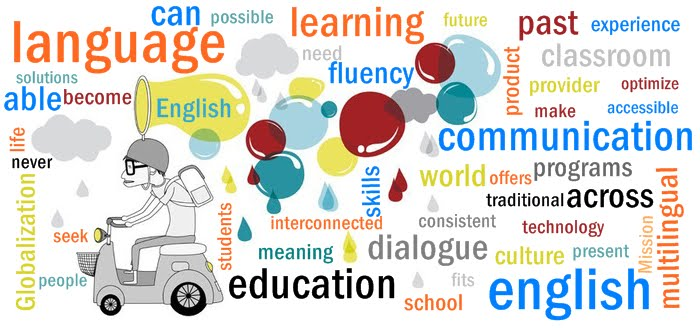 can
possible
learning
future
past
experience
language
need
classroom
solutions
fluency
product
provider
optimize
able
become
English
make
accessible
communication
life
never
skills
world
offers
programs
traditional
across
Globalization
students
interconnected
consistent
technology
multilingual
Mission
seek
meaning
dialogue
culture
present
people
education
fits
school
english